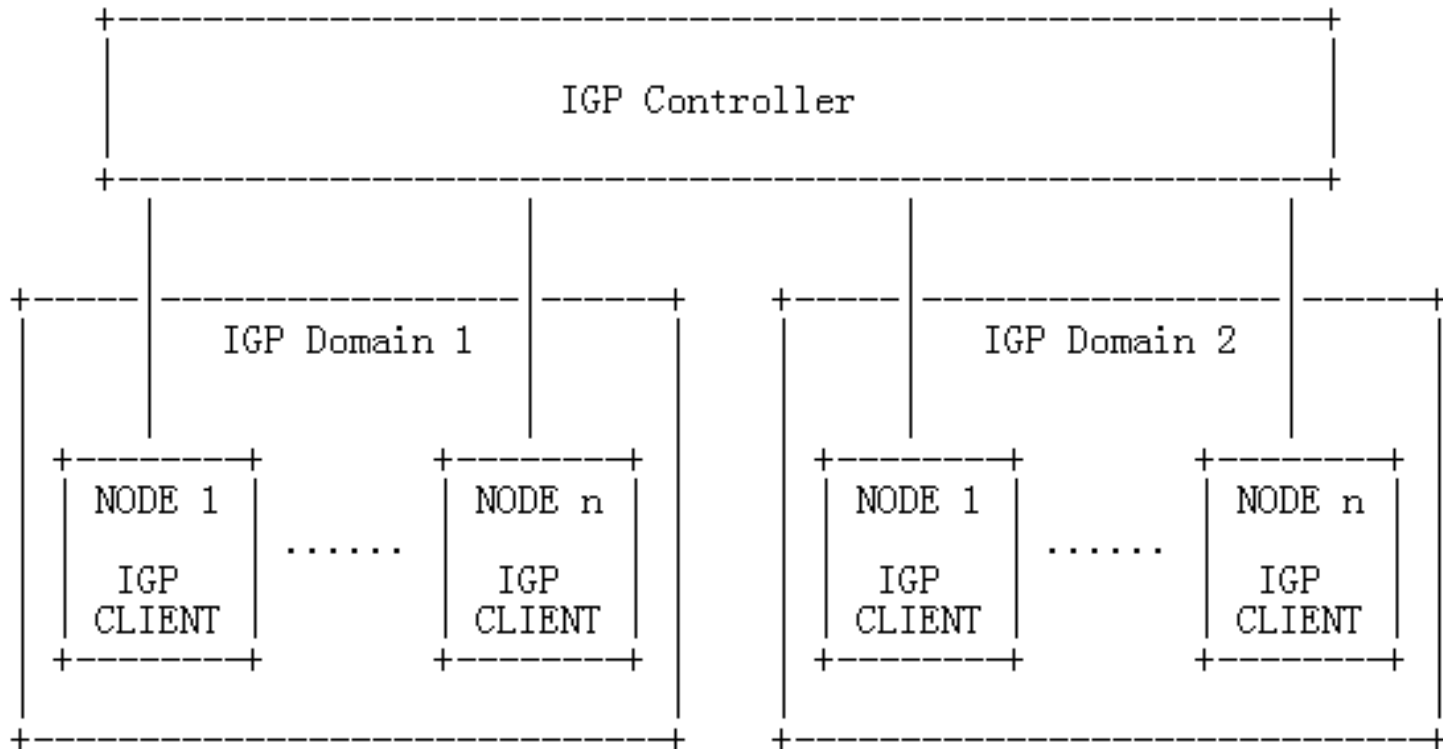 IGP Controller
IGP Domain 1
IGP Domain 2
NODE 1
NODE n
NODE 1
NODE n
......
......
IGP
CLIENT
IGP
CLIENT
IGP
CLIENT
IGP
CLIENT